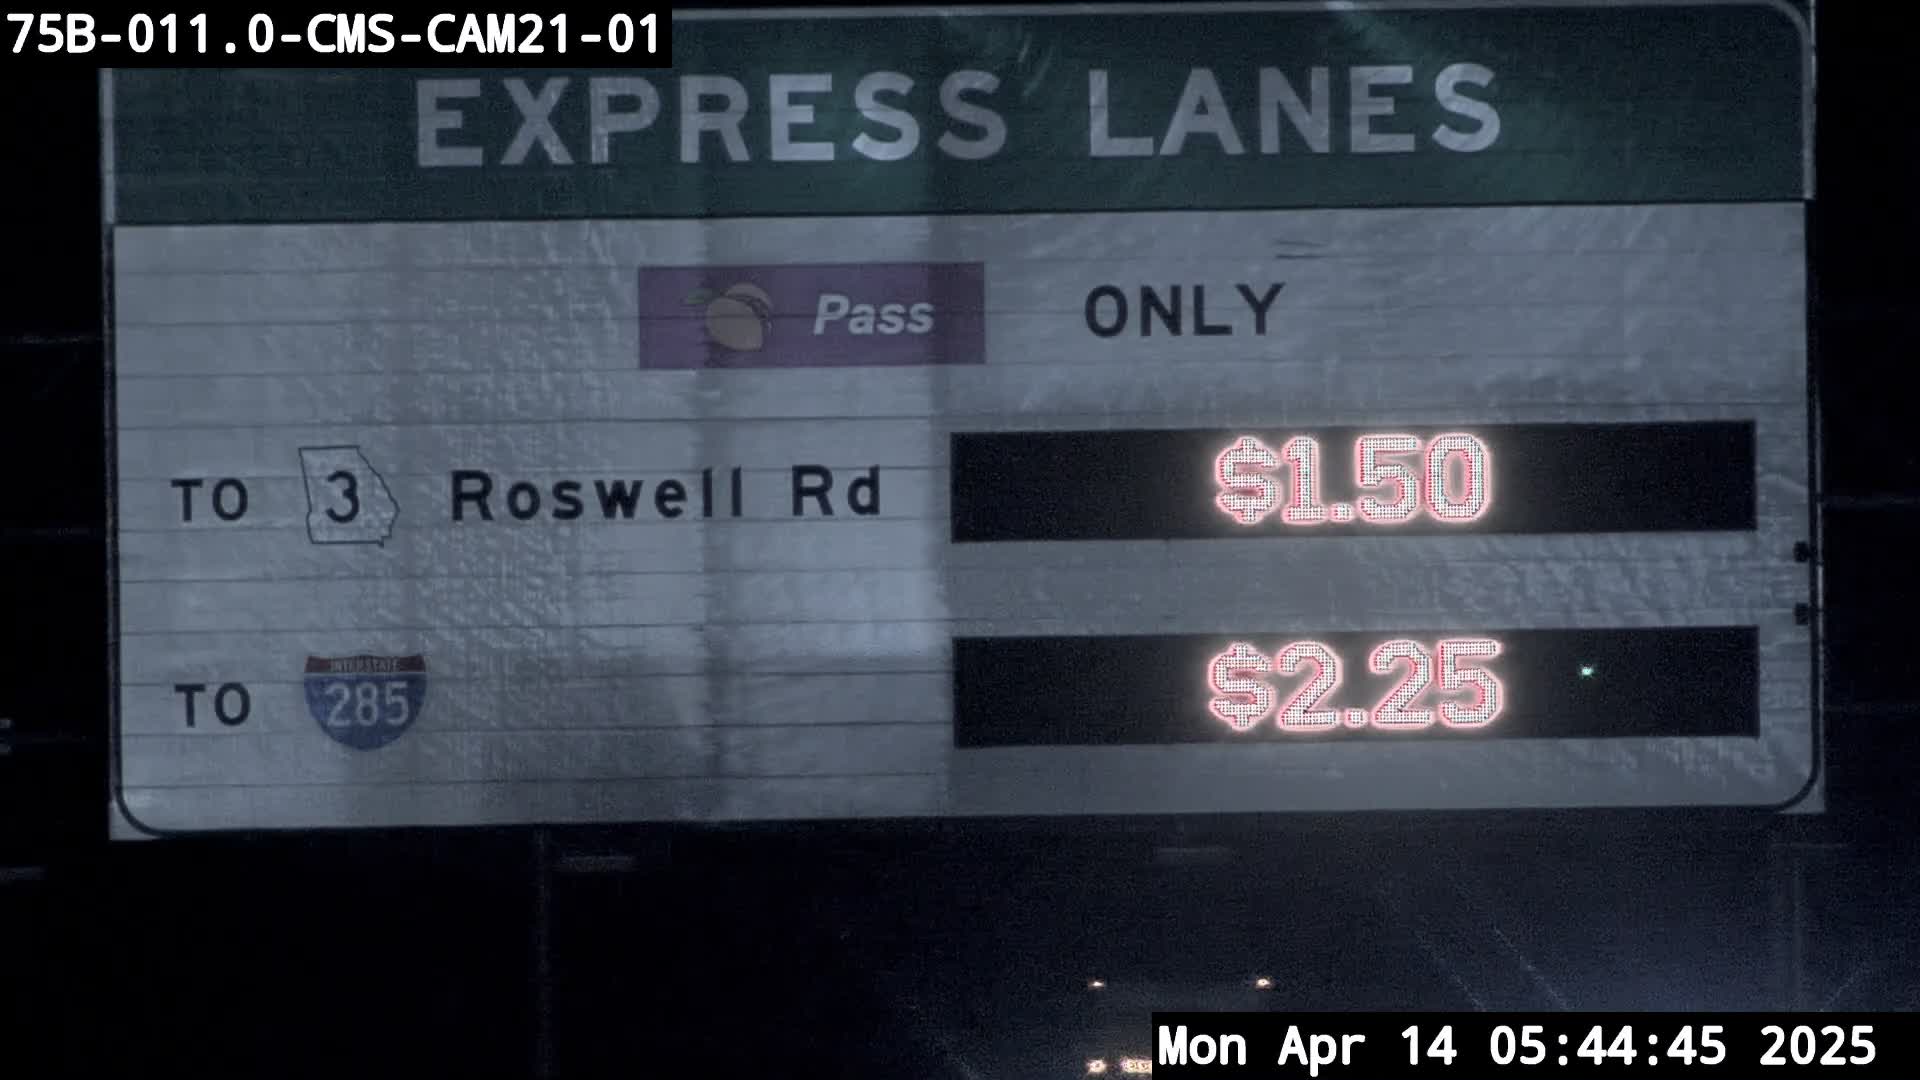 75B-011.0-CMS-CAM21-01
EXPRESS LANES
Pass ONLY
TO 3 Roswell Rd $1.50
INTERSTATE
TO 285 $2.25
Mon Apr 14 05:44:45 2025